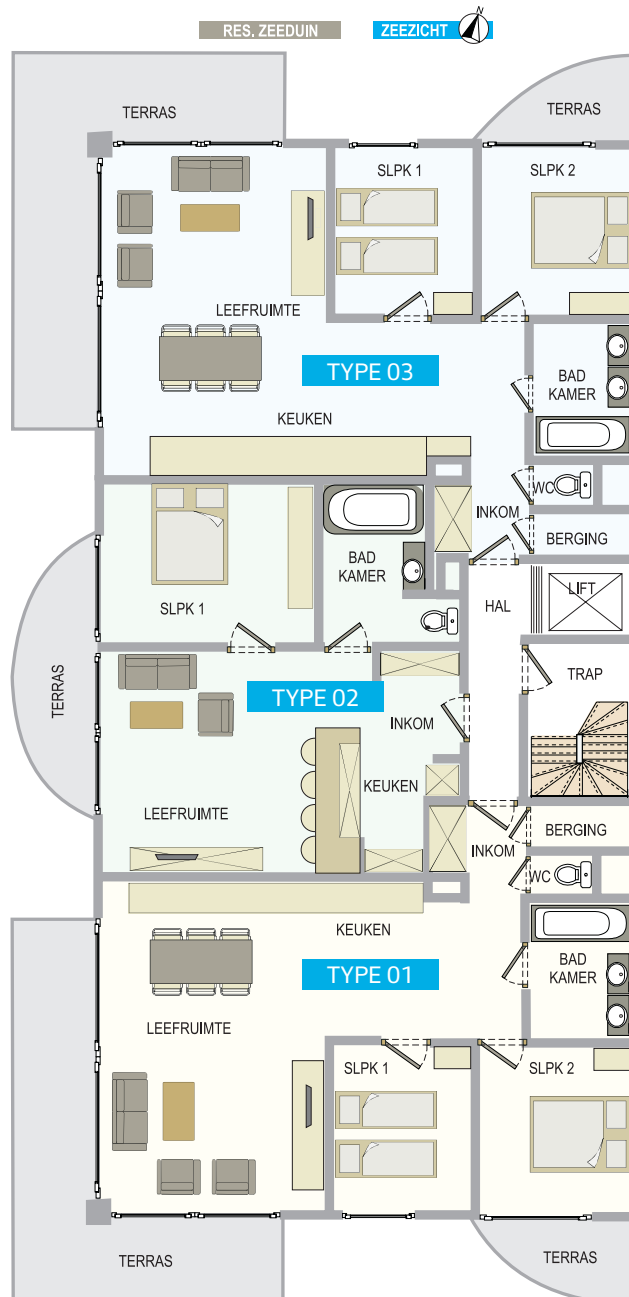 RES. ZEEDUIN
ZEEZICHT
N
TERRAS
TERRAS
SLPK 1
SLPK 2
LEEFRUIMTE
TYPE 03
BAD
KAMER
KEUKEN
WC
INKOM
BERGING
BAD
KAMER
SLPK 1
HAL
LIFT
TERRAS
TRAP
TYPE 02
INKOM
KEUKEN
LEEFRUIMTE
BERGING
INKOM
WC
KEUKEN
BAD
KAMER
TYPE 01
LEEFRUIMTE
SLPK 1
SLPK 2
TERRAS
TERRAS